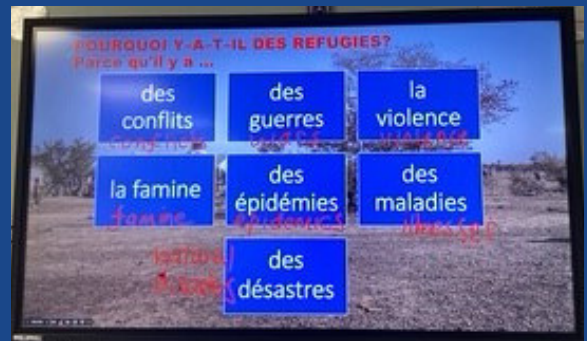 POURQUOI Y-A-T-IL DES REFUGIES?
Parce qu'il y a ...
des
conflits
conflicts
des
guerres
wars
la
violence
violence
la famine
famine
des
épidémies
epidemics
des
maladies
illnesses
natural
des
désastres